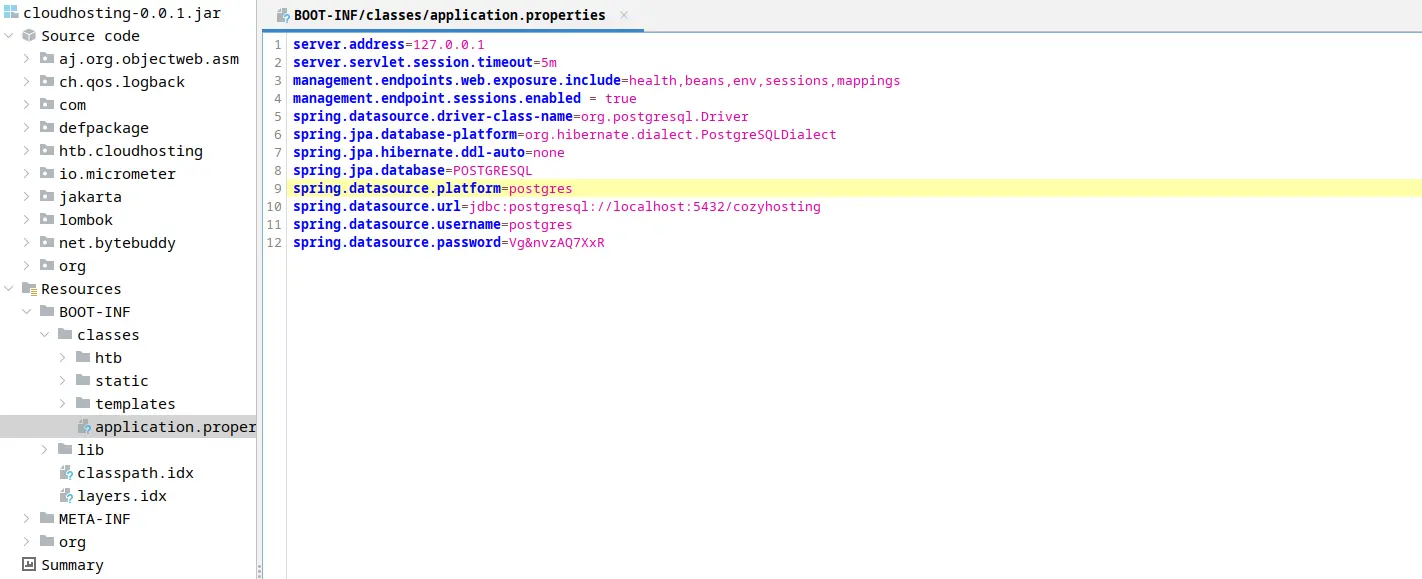 cloudhosting-0.0.1.jar
Source code
aj.org.objectweb.asm
ch.qos.logback
com
defpackage
htb.cloudhosting
io.micrometer
jakarta
lombok
net.bytebuddy
org
Resources
BOOT-INF
classes
htb
static
templates
application.proper
lib
classpath.idx
layers.idx
META-INF
org
Summary
BOOT-INF/classes/application.properties ×
1 server.address=127.0.0.1
2 server.servlet.session.timeout=5m
3 management.endpoints.web.exposure.include=health,beans,env,sessions,mappings
4 management.endpoint.sessions.enabled = true
5 spring.datasource.driver-class-name=org.postgresql.Driver
6 spring.jpa.database-platform=org.hibernate.dialect.PostgreSQLDialect
7 spring.jpa.hibernate.ddl-auto=none
8 spring.jpa.database=POSTGRESQL
9 spring.datasource.platform=postgres
10 spring.datasource.url=jdbc:postgresql://localhost:5432/cozyhosting
11 spring.datasource.username=postgres
12 spring.datasource.password=Vg&nvzAQ7XxR